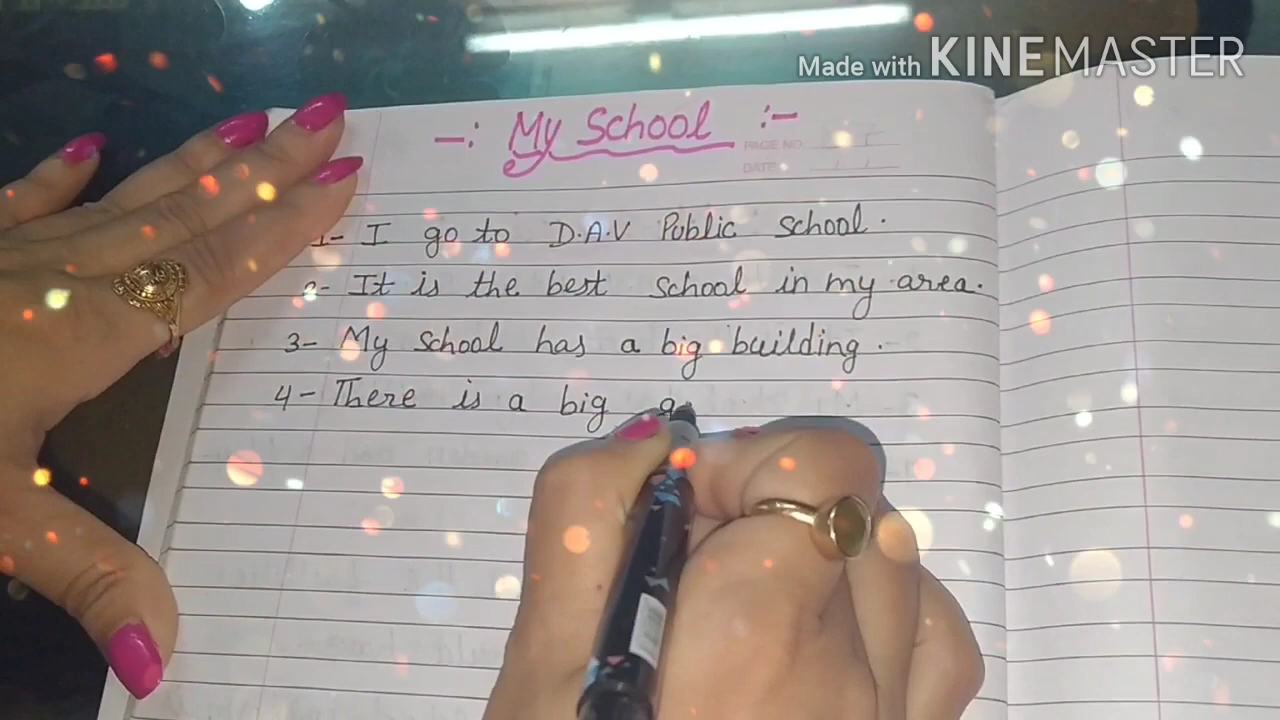 Made with KINEMASTER
-: My School :-
PAGE NO.
DATE
1- I go to D.A.V Public School.
2- It is the best school in my area.
3- My School has a big building.
4- There is a big g